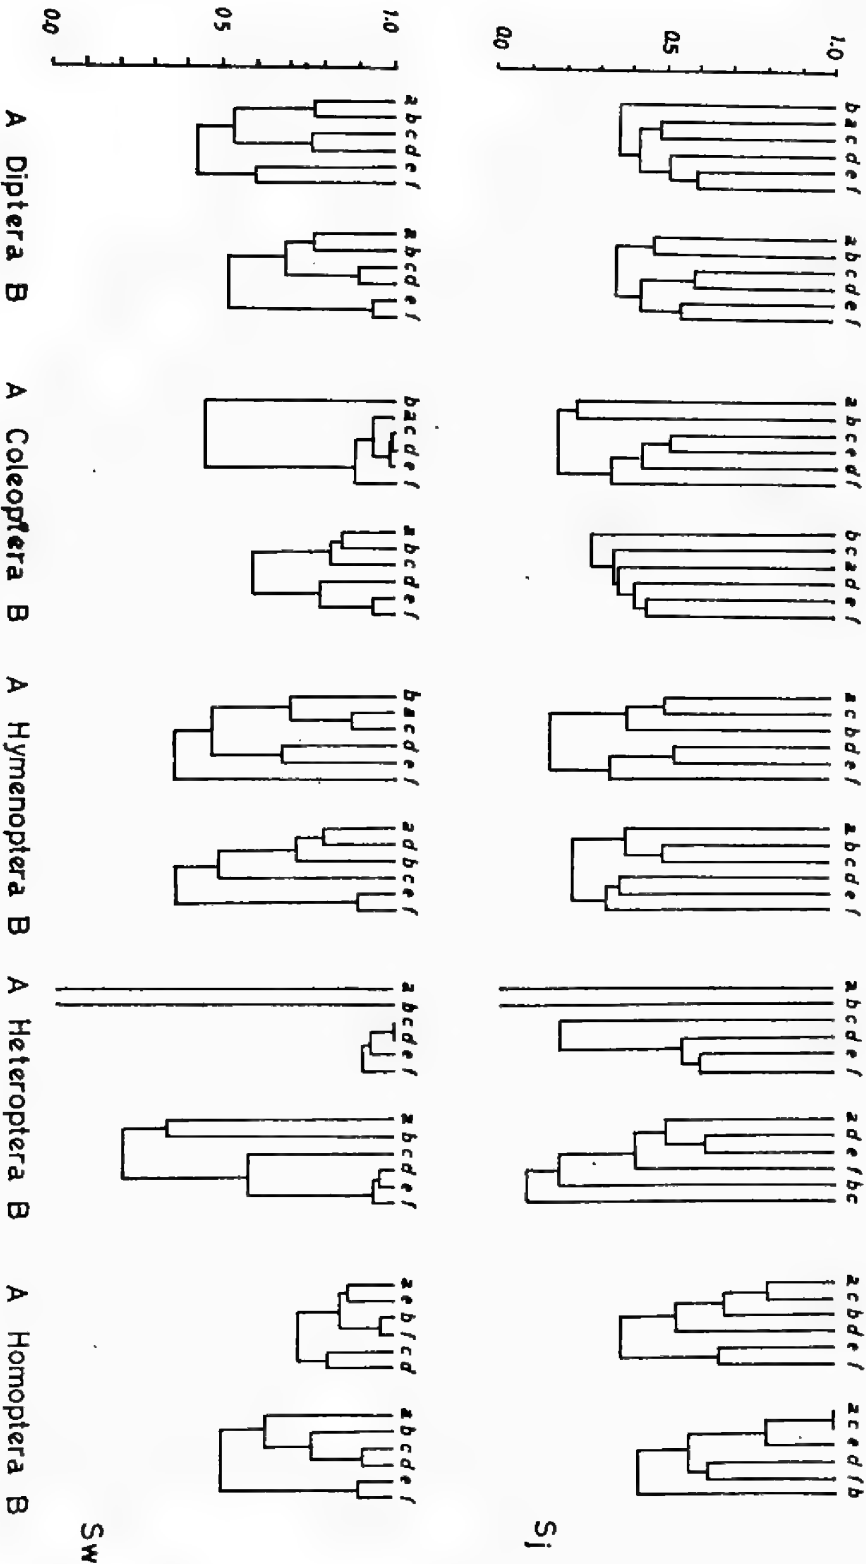 b a c d e f a b c d e f a b c e d f b c a d e f a c b d e f a b c d e f a b c d e f a d e f b c a c b d e f a c e d f b
1.0
0.5
0.0
Sj
a b c d e f a b c d e f b a c d e f a b c d e f b a c d e f a d b c e f a b c d e f a b c d e f a e b f c d a b c d e f
1.0
0.5
0.0
Sw
A Diptera B A Coleoptera B A Hymenoptera B A Heteroptera B A Homoptera B